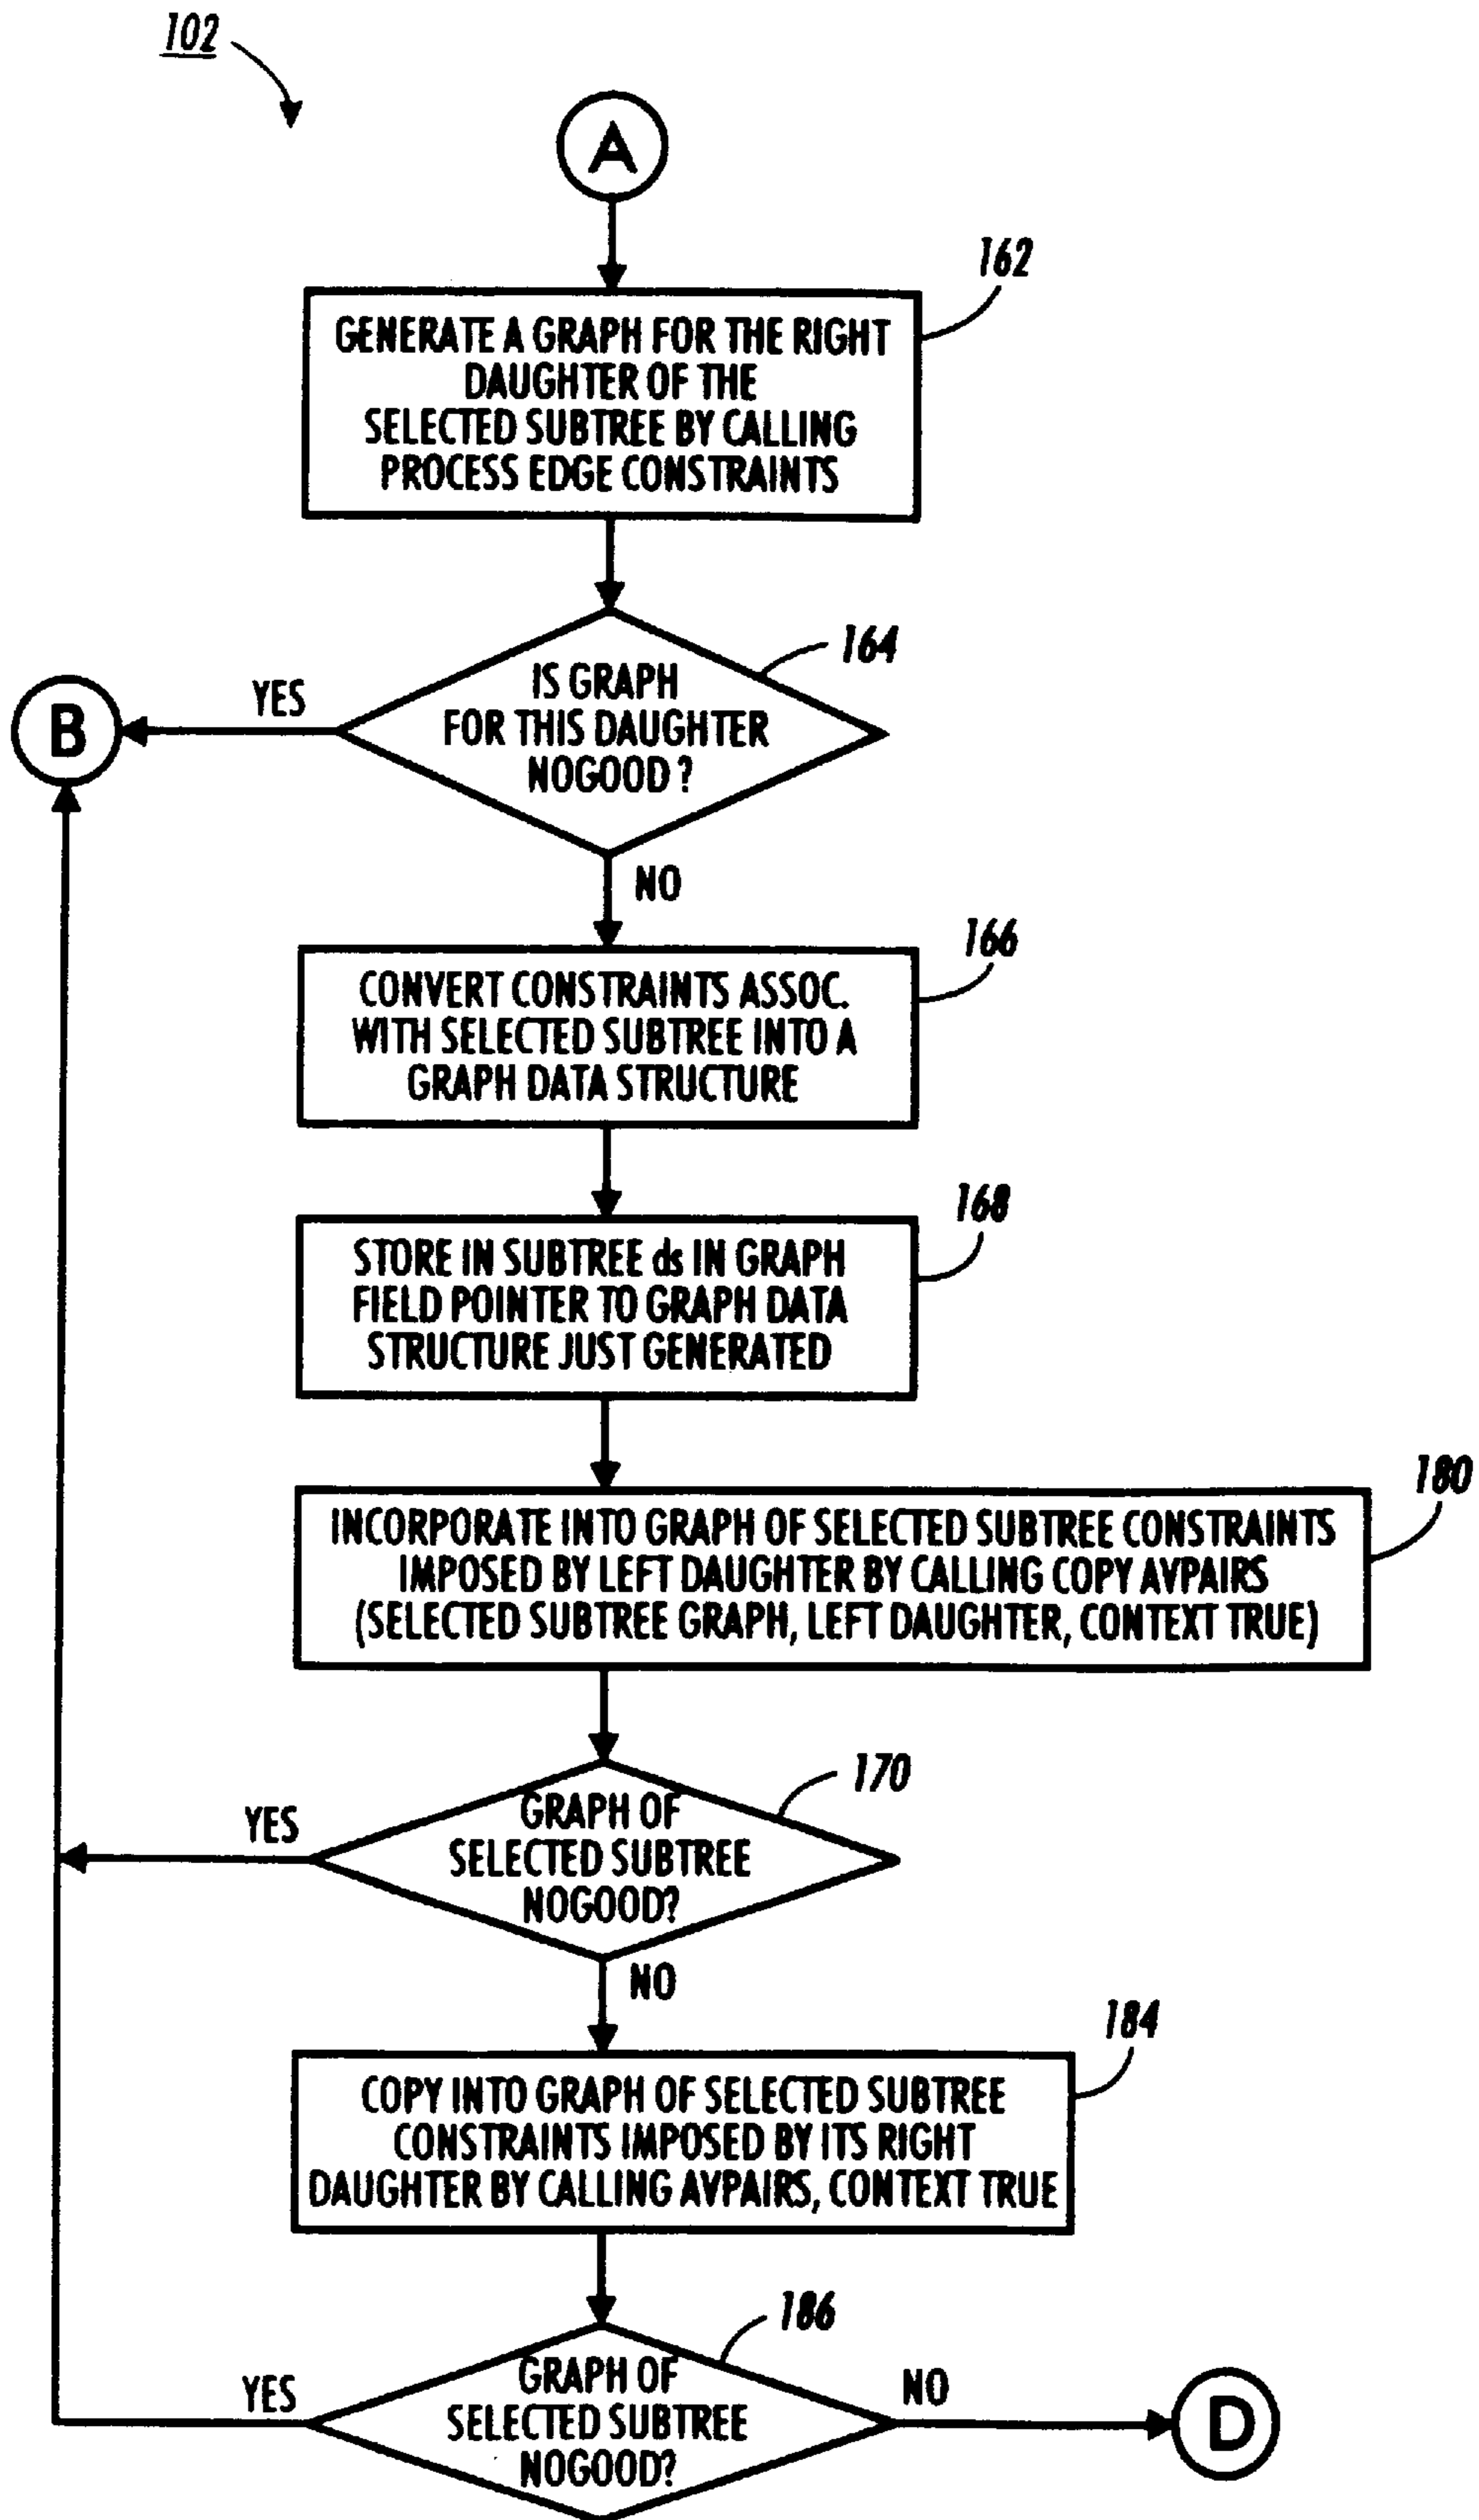 102
A
162
GENERATE A GRAPH FOR THE RIGHT
DAUGHTER OF THE
SELECTED SUBTREE BY CALLING
PROCESS EDGE CONSTRAINTS
164
IS GRAPH
FOR THIS DAUGHTER
NOGOOD?
YES
B
NO
166
CONVERT CONSTRAINTS ASSOC.
WITH SELECTED SUBTREE INTO A
GRAPH DATA STRUCTURE
168
STORE IN SUBTREE ds IN GRAPH
FIELD POINTER TO GRAPH DATA
STRUCTURE JUST GENERATED
180
INCORPORATE INTO GRAPH OF SELECTED SUBTREE CONSTRAINTS
IMPOSED BY LEFT DAUGHTER BY CALLING COPY AVPAIRS
(SELECTED SUBTREE GRAPH, LEFT DAUGHTER, CONTEXT TRUE)
170
GRAPH OF
SELECTED SUBTREE
NOGOOD?
YES
NO
184
COPY INTO GRAPH OF SELECTED SUBTREE
CONSTRAINTS IMPOSED BY ITS RIGHT
DAUGHTER BY CALLING AVPAIRS, CONTEXT TRUE
186
GRAPH OF
SELECTED SUBTREE
NOGOOD?
YES
NO
D